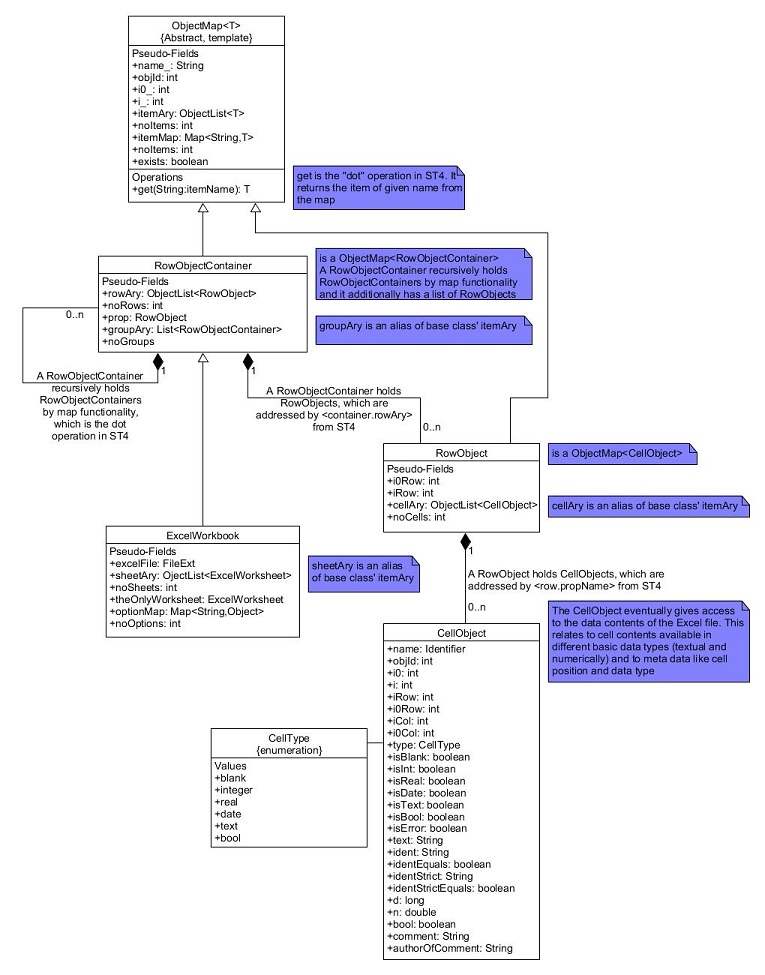 ObjectMap<T>
{Abstract, template}
Pseudo-Fields
+name_: String
+objId: int
+i0_: int
+i_: int
+itemAry: ObjectList<T>
+noItems: int
+itemMap: Map<String,T>
+noItems: int
+exists: boolean
Operations
+get(String:itemName): T
get is the "dot" operation in ST4. It
returns the item of given name from
the map
RowObjectContainer
Pseudo-Fields
+rowAry: ObjectList<RowObject>
+noRows: int
+prop: RowObject
+groupAry: List<RowObjectContainer>
+noGroups
is a ObjectMap<RowObjectContainer>
A RowObjectContainer recursively holds
RowObjectContainers by map functionality
and it additionally has a list of RowObjects
groupAry is an alias of base class' itemAry
0..n
1
A RowObjectContainer
recursively holds
RowObjectContainers
by map functionality,
which is the dot
operation in ST4
1
A RowObjectContainer holds
RowObjects, which are
addressed by <container.rowAry>
from ST4
0..n
RowObject
Pseudo-Fields
+i0Row: int
+iRow: int
+cellAry: ObjectList<CellObject>
+noCells: int
is a ObjectMap<CellObject>
cellAry is an alias of base class' itemAry
ExcelWorkbook
Pseudo-Fields
+excelFile: FileExt
+sheetAry: OjectList<ExcelWorksheet>
+noSheets: int
+theOnlyWorksheet: ExcelWorksheet
+optionMap: Map<String,Object>
+noOptions: int
sheetAry is an alias
of base class' itemAry
1
A RowObject holds CellObjects, which are
addressed by <row.propName> from ST4
0..n
The CellObject eventually gives access
to the data contents of the Excel file. This
relates to cell contents available in
different basic data types (textual and
numerically) and to meta data like cell
position and data type
CellObject
+name: Identifier
+objId: int
+i0: int
+i: int
+iRow: int
+i0Row: int
+iCol: int
+i0Col: int
+type: CellType
+isBlank: boolean
+isInt: boolean
+isReal: boolean
+isDate: boolean
+isText: boolean
+isBool: boolean
+isError: boolean
+text: String
+ident: String
+identEquals: boolean
+identStrict: String
+identStrictEquals: boolean
+d: long
+n: double
+bool: boolean
+comment: String
+authorOfComment: String
CellType
{enumeration}
Values
+blank
+integer
+real
+date
+text
+bool